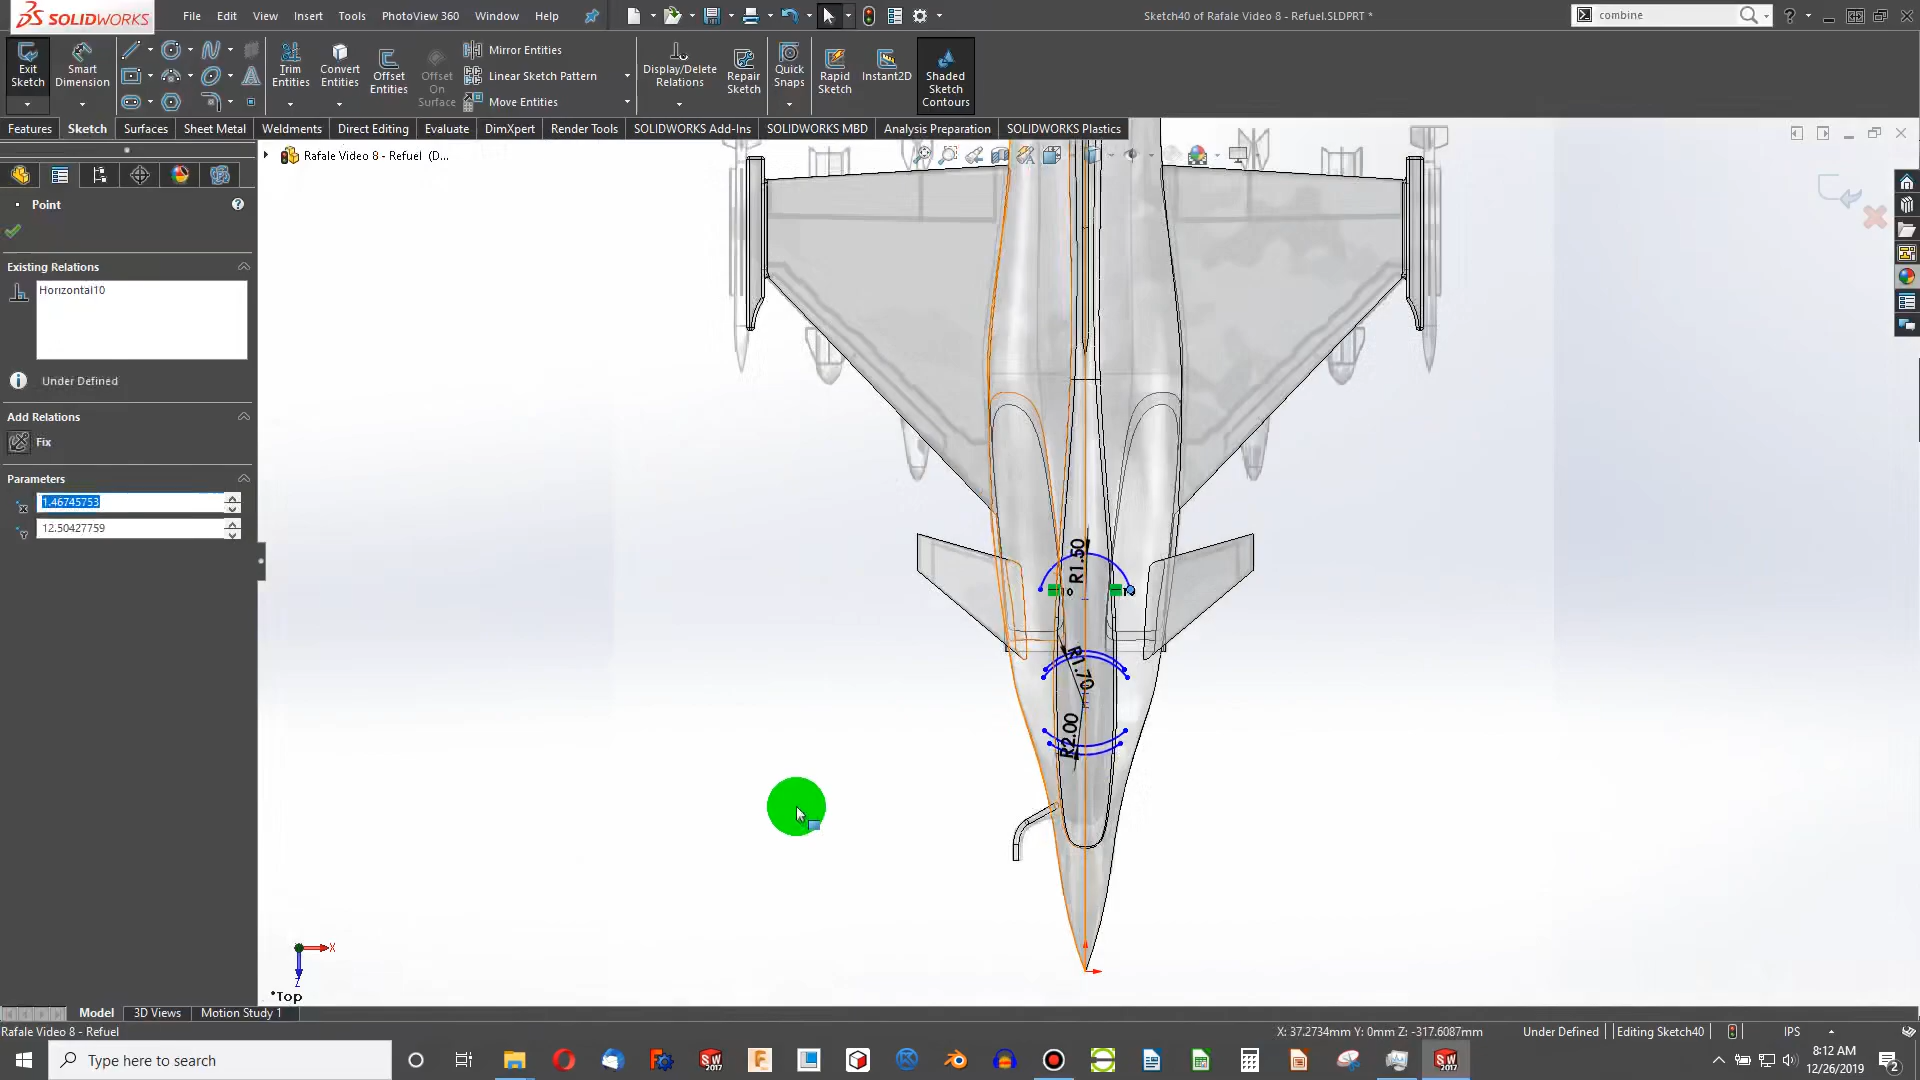 SOLIDWORKS
File Edit View Insert Tools PhotoView 360 Window Help
Sketch40 of Rafale Video 8 - Refuel.SLDPRT *
combine
Exit Sketch
Smart Dimension
Trim Entities
Convert Entities
Offset Entities
Offset On Surface
Mirror Entities
Linear Sketch Pattern
Move Entities
Display/Delete Relations
Repair Sketch
Quick Snaps
Rapid Sketch
Instant2D
Shaded Sketch Contours
Features Sketch Surfaces Sheet Metal Weldments Direct Editing Evaluate DimXpert Render Tools SOLIDWORKS Add-Ins SOLIDWORKS MBD Analysis Preparation SOLIDWORKS Plastics
Rafale Video 8 - Refuel (D...
Point
Existing Relations
Horizontal10
Under Defined
Add Relations
Fix
Parameters
1.46745753
12.50427759
R1.50
R1.70
R2.00
X
Z
*Top
Model 3D Views Motion Study 1
Rafale Video 8 - Refuel
X: 37.2734mm Y: 0mm Z: -317.6087mm
Under Defined
Editing Sketch40
IPS
Type here to search
SW 2017
SW 2017
8:12 AM
12/26/2019
2